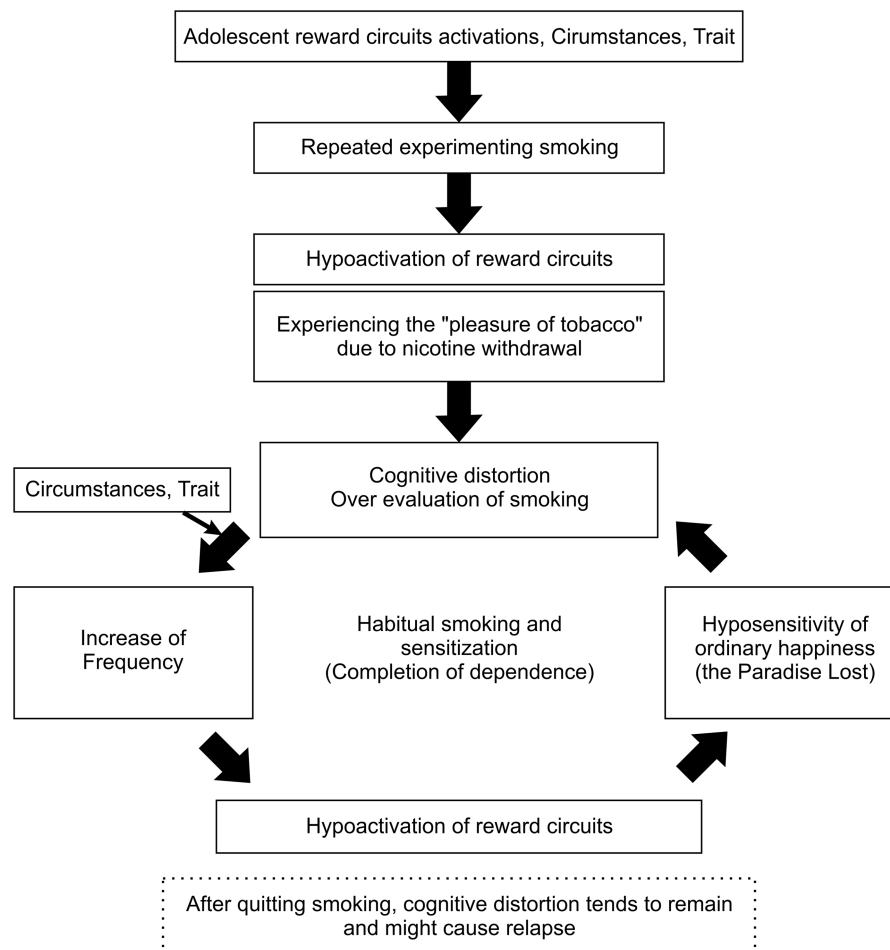 Adolescent reward circuits activations, Cirumstances, Trait
Repeated experimenting smoking
Hypoactivation of reward circuits
Experiencing the "pleasure of tobacco"
due to nicotine withdrawal
Cognitive distortion
Over evaluation of smoking
Circumstances, Trait
Increase of
Frequency
Habitual smoking and
sensitization
(Completion of dependence)
Hyposensitivity of
ordinary happiness
(the Paradise Lost)
Hypoactivation of reward circuits
After quitting smoking, cognitive distortion tends to remain
and might cause relapse